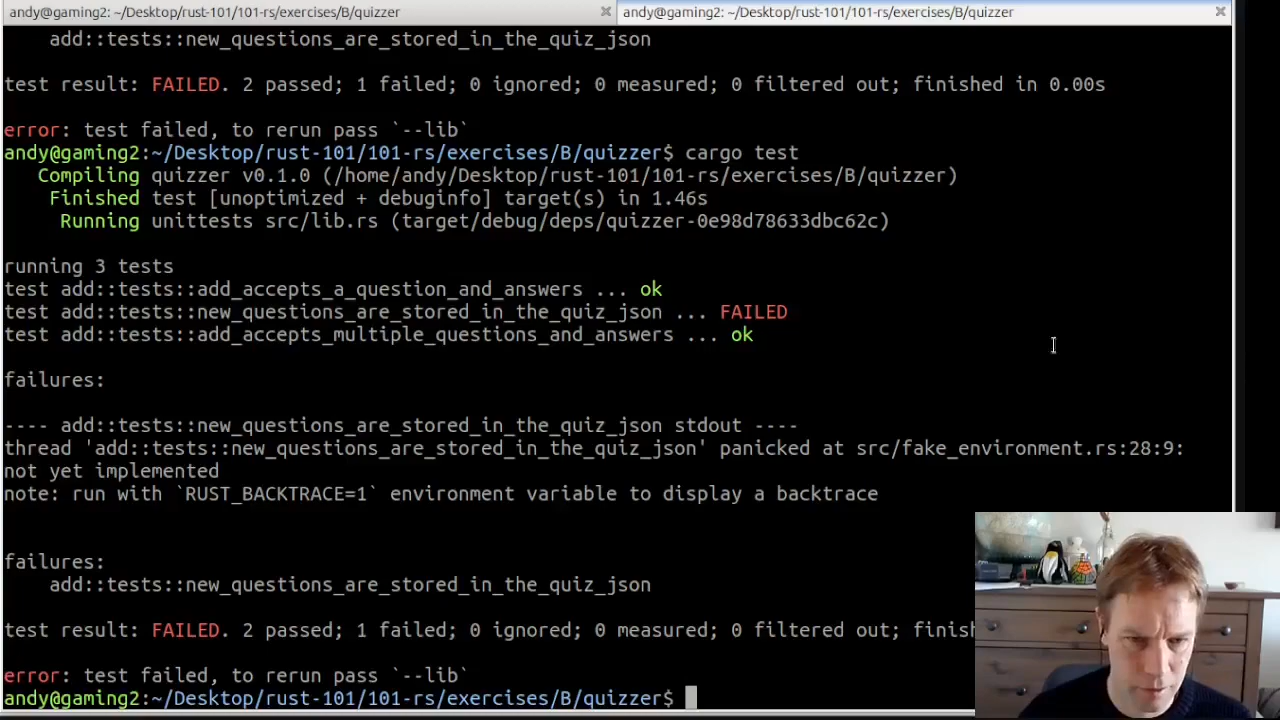 andy@gaming2: ~/Desktop/rust-101/101-rs/exercises/B/quizzer
andy@gaming2: ~/Desktop/rust-101/101-rs/exercises/B/quizzer
add::tests::new_questions_are_stored_in_the_quiz_json
test result: FAILED. 2 passed; 1 failed; 0 ignored; 0 measured; 0 filtered out; finished in 0.00s
error: test failed, to rerun pass `--lib`
andy@gaming2:~/Desktop/rust-101/101-rs/exercises/B/quizzer$ cargo test
Compiling quizzer v0.1.0 (/home/andy/Desktop/rust-101/101-rs/exercises/B/quizzer)
Finished test [unoptimized + debuginfo] target(s) in 1.46s
Running unittests src/lib.rs (target/debug/deps/quizzer-0e98d78633dbc62c)
running 3 tests
test add::tests::add_accepts_a_question_and_answers ... ok
test add::tests::new_questions_are_stored_in_the_quiz_json ... FAILED
test add::tests::add_accepts_multiple_questions_and_answers ... ok
failures:
---- add::tests::new_questions_are_stored_in_the_quiz_json stdout ----
thread 'add::tests::new_questions_are_stored_in_the_quiz_json' panicked at src/fake_environment.rs:28:9:
not yet implemented
note: run with `RUST_BACKTRACE=1` environment variable to display a backtrace
failures:
add::tests::new_questions_are_stored_in_the_quiz_json
test result: FAILED. 2 passed; 1 failed; 0 ignored; 0 measured; 0 filtered out; finish
error: test failed, to rerun pass `--lib`
andy@gaming2:~/Desktop/rust-101/101-rs/exercises/B/quizzer$